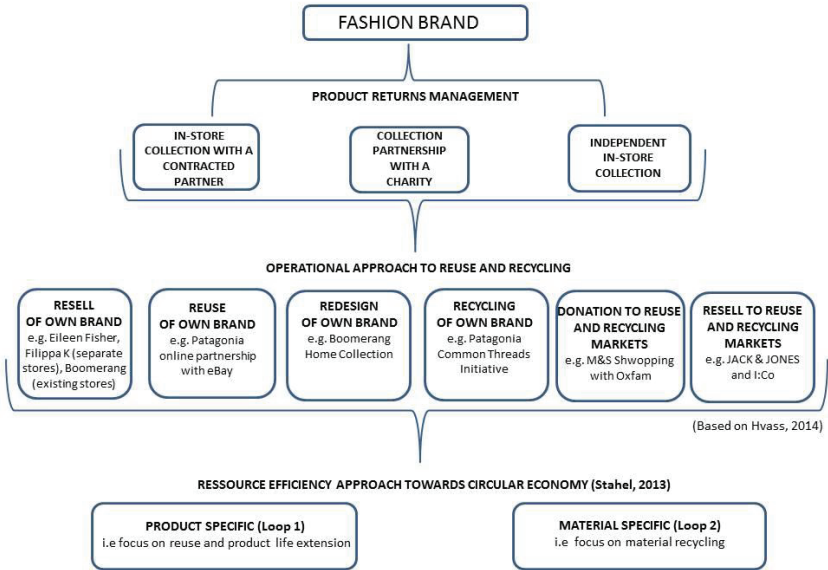 FASHION BRAND
PRODUCT RETURNS MANAGEMENT
IN-STORE
COLLECTION WITH A
CONTRACTED
PARTNER
COLLECTION
PARTNERSHIP
WITH A
CHARITY
INDEPENDENT
IN-STORE
COLLECTION
OPERATIONAL APPROACH TO REUSE AND RECYCLING
RESELL
OF OWN BRAND
e.g. Eileen Fisher,
Filippa K (separate
stores), Boomerang
(existing stores)
REUSE
OF OWN BRAND
e.g. Patagonia
online partnership
with eBay
REDESIGN
OF OWN BRAND
e.g. Boomerang
Home Collection
RECYCLING
OF OWN BRAND
e.g. Patagonia
Common Threads
Initiative
DONATION TO REUSE
AND RECYCLING
MARKETS
e.g. M&S Shwopping
with Oxfam
RESELL TO REUSE
AND RECYCLING
MARKETS
e.g. JACK & JONES
and I:Co
(Based on Hvass, 2014)
RESSOURCE EFFICIENCY APPROACH TOWARDS CIRCULAR ECONOMY (Stahel, 2013)
PRODUCT SPECIFIC (Loop 1)
i.e focus on reuse and product life extension
MATERIAL SPECIFIC (Loop 2)
i.e focus on material recycling